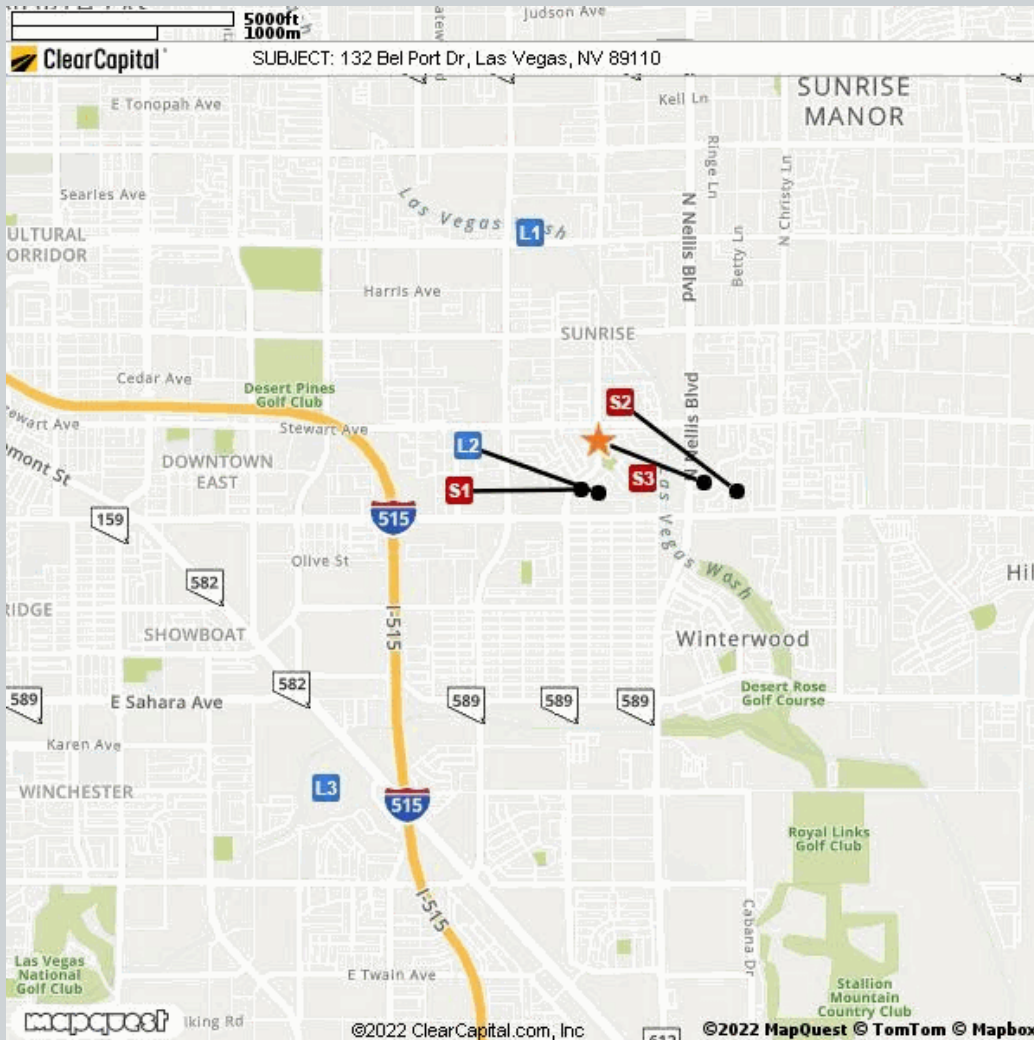 5000ft
1000m
Judson Ave
ClearCapital
SUBJECT: 132 Bel Port Dr, Las Vegas, NV 89110
E Tonopah Ave
Kell Ln
SUNRISE
MANOR
Ringe Ln
N Christy Ln
Searles Ave
Las Vegas
sh
L1
N Nellis Blvd
Betty Ln
ULTURAL
ORRIDOR
Harris Ave
SUNRISE
Cedar Ave
Desert Pines
Golf Club
N Nellis Blvd
S2
ewart Ave
Stewart Ave
L2
mont St
DOWNTOWN
EAST
S3
S1
159
515
as Vegas Wash
Olive St
582
Hil
RIDGE
SHOWBOAT
I-515
Winterwood
582
589
589
589
589
E Sahara Ave
Desert Rose
Golf Course
Karen Ave
WINCHESTER
L3
515
Royal Links
Golf Club
I-515
Cabana Dr
Las Vegas
National
Golf Club
E Twain Ave
Stallion
Mountain
Country Club
mapquest
lking Rd
©2022 ClearCapital.com, Inc
©2022 MapQuest © TomTom © Mapbox